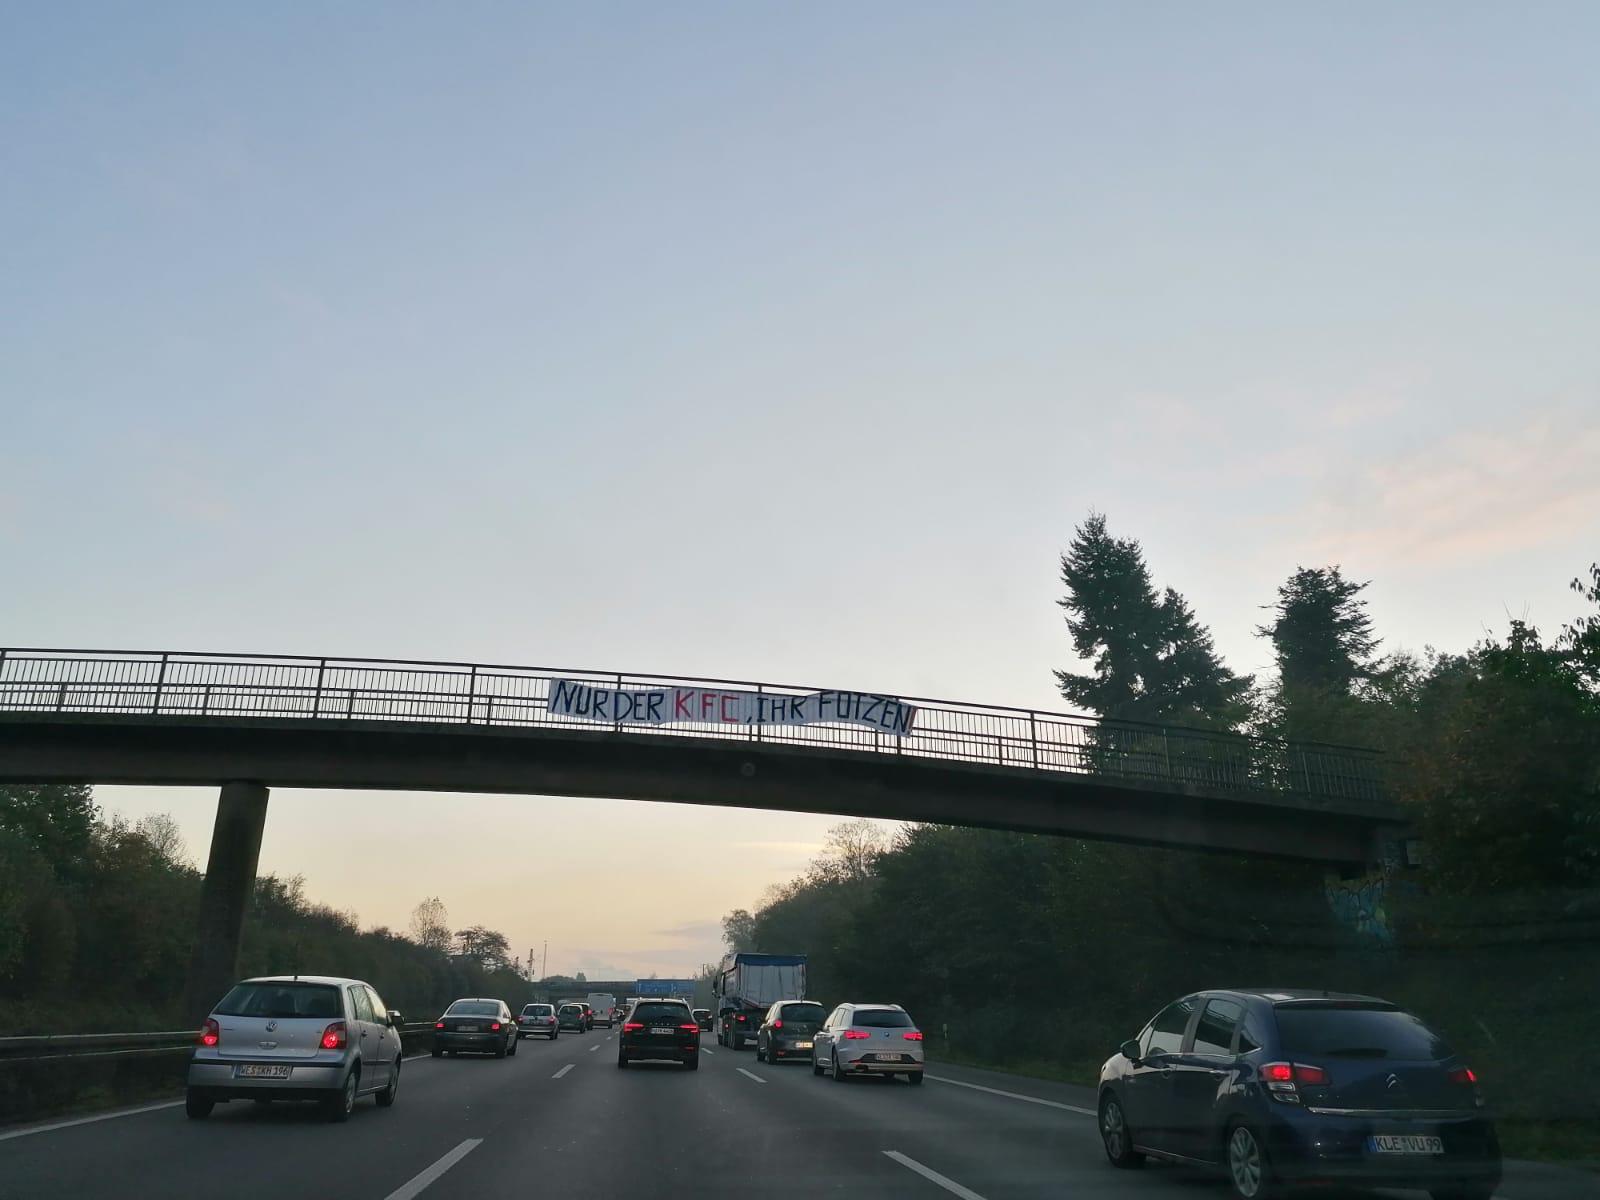 NUR DER KFC, IHR FOTZEN
WES KH 196
KLE VU 99